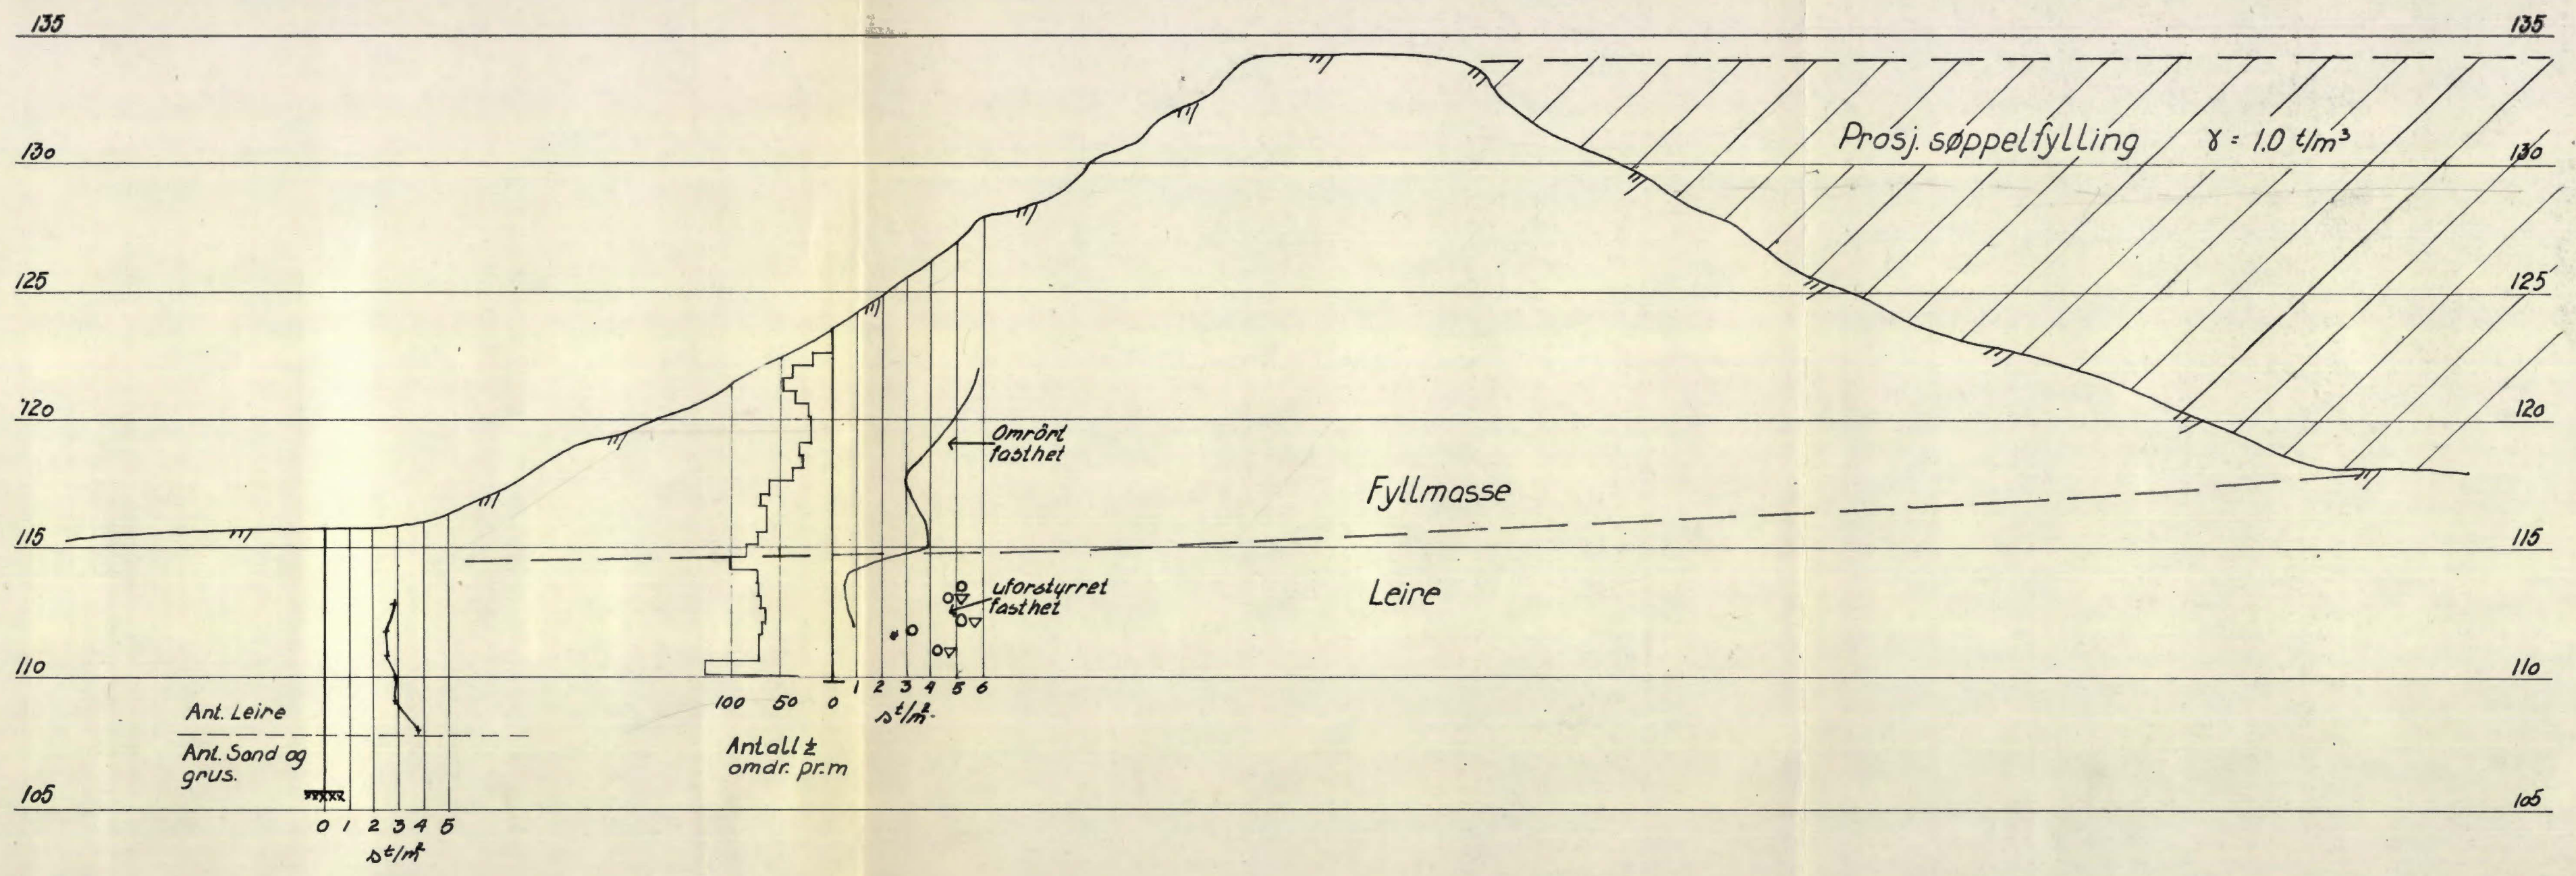 135 135
Prosj. søppelfylling γ = 1.0 t/m³
130 130
125 125
120 120
Omrört
fasthet
Fyllmasse
115 115
uforstyrret
fasthet
Leire
110 110
1 2 3 4 5 6
100 50 0
s t/m²
Ant. Leire
Ant. Sand og
grus.
Antall ½
omdr. pr. m
105 105
0 1 2 3 4 5
s t/m²